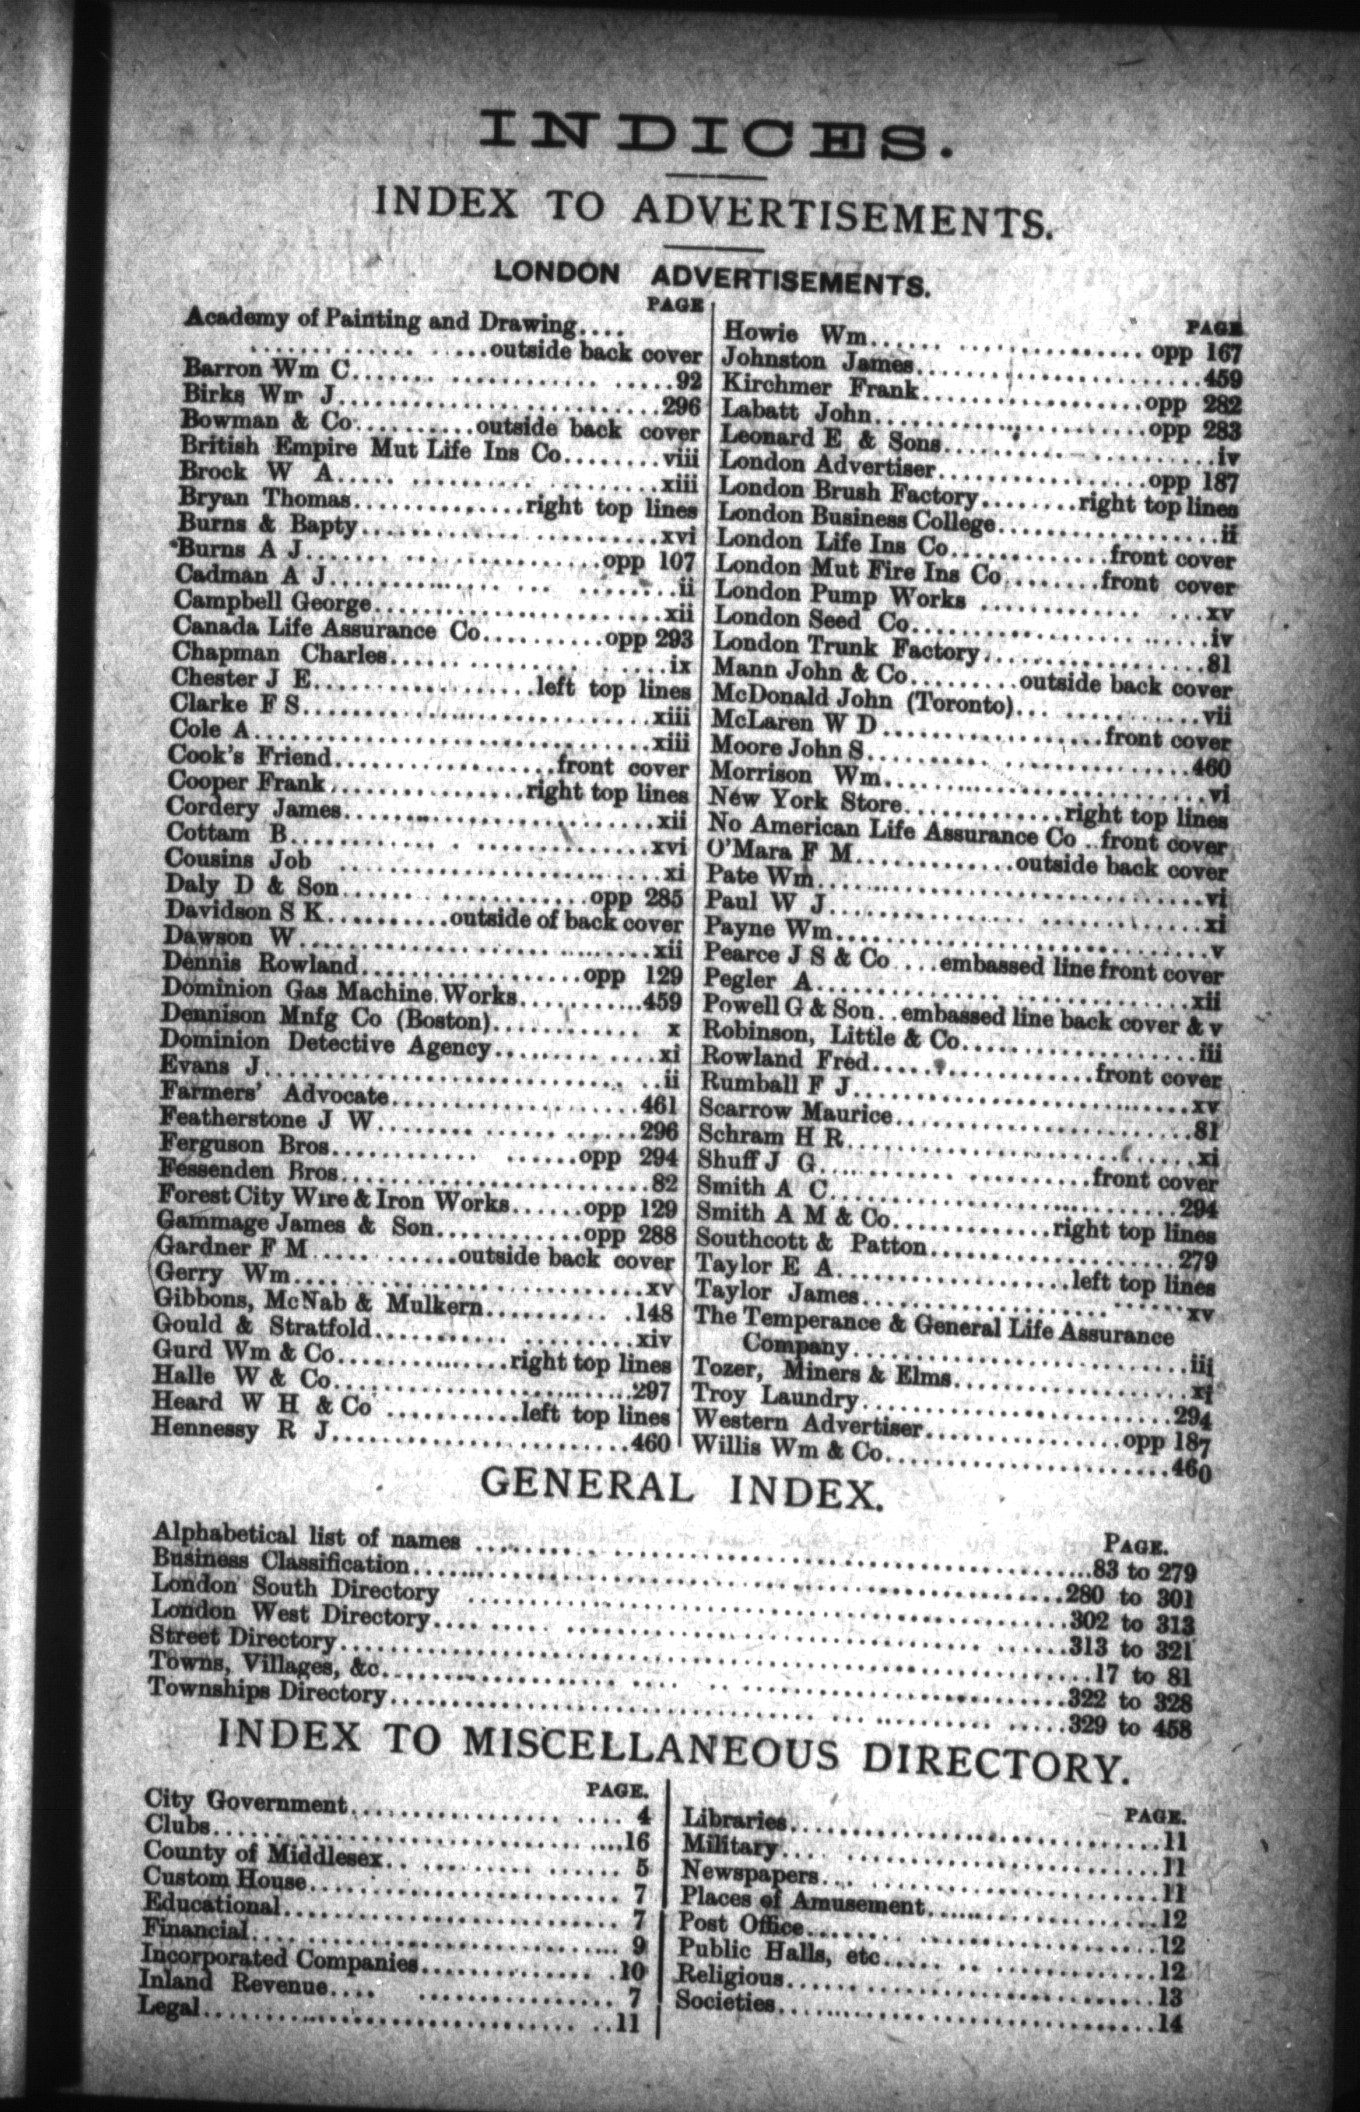 INDICES.
INDEX TO ADVERTISEMENTS.
LONDON ADVERTISEMENTS.
PAGE
Academy of Painting and Drawing....
...outside back cover
Barron Wm C...92
Birks Wm J...296
Bowman & Co...outside back cover
British Empire Mut Life Ins Co...viii
Brock W A...xiii
Bryan Thomas...right top lines
Burns & Bapty...xvi
Burns A J...opp 107
Cadman A J...ii
Campbell George...xii
Canada Life Assurance Co...opp 293
Chapman Charles...ix
Chester J E...left top lines
Clarke F S...xiii
Cole A...xiii
Cook's Friend...front cover
Cooper Frank...right top lines
Cordery James...xii
Cottam B...xvi
Cousins Job...xi
Daly D & Son...opp 285
Davidson S K...outside of back cover
Dawson W...xii
Dennis Rowland...opp 129
Dominion Gas Machine Works...459
Dennison Mnfg Co (Boston)...x
Dominion Detective Agency...xi
Evans J...ii
Farmers' Advocate...461
Featherstone J W...296
Ferguson Bros...opp 294
Fessenden Bros...82
Forest City Wire & Iron Works...opp 129
Gammage James & Son...opp 288
Gardner F M...outside back cover
Gerry Wm...xv
Gibbons, McNab & Mulkern...148
Gould & Stratfold...xiv
Gurd Wm & Co...right top lines
Halle W & Co...297
Heard W H & Co...left top lines
Hennessy R J...460
PAGE
Howie Wm...opp 167
Johnston James...459
Kirchmer Frank...opp 282
Labatt John...opp 283
Leonard E & Sons...iv
London Advertiser...opp 187
London Brush Factory...right top lines
London Business College...ii
London Life Ins Co...front cover
London Mut Fire Ins Co...front cover
London Pump Works...xv
London Seed Co...iv
London Trunk Factory...81
Mann John & Co...outside back cover
McDonald John (Toronto)...vii
McLaren W D...front cover
Moore John S...460
Morrison Wm...vi
New York Store...right top lines
No American Life Assurance Co..front cover
O'Mara F M...outside back cover
Pate Wm...vi
Paul W J...xi
Payne Wm...v
Pearce J S & Co....embassed line front cover
Pegler A...xii
Powell G & Son..embassed line back cover & v
Robinson, Little & Co...iii
Rowland Fred...front cover
Rumball F J...xv
Scarrow Maurice...81
Schram H R...xi
Shuff J G...front cover
Smith A C...294
Smith A M & Co...right top lines
Southcott & Patton...279
Taylor E A...left top lines
Taylor James...xv
The Temperance & General Life Assurance
Company...iii
Tozer, Miners & Elms...xi
Troy Laundry...294
Western Advertiser...opp 187
Willis Wm & Co...460
GENERAL INDEX.
PAGE.
Alphabetical list of names...83 to 279
Business Classification...280 to 301
London South Directory...302 to 313
London West Directory...313 to 321
Street Directory...17 to 81
Towns, Villages, &c...322 to 328
Townships Directory...329 to 458
INDEX TO MISCELLANEOUS DIRECTORY.
PAGE.
City Government...4
Clubs...16
County of Middlesex...5
Custom House...7
Educational...7
Financial...9
Incorporated Companies...10
Inland Revenue...7
Legal...11
PAGE.
Libraries...11
Military...11
Newspapers...11
Places of Amusement...12
Post Office...12
Public Halls, etc...12
Religious...13
Societies...14